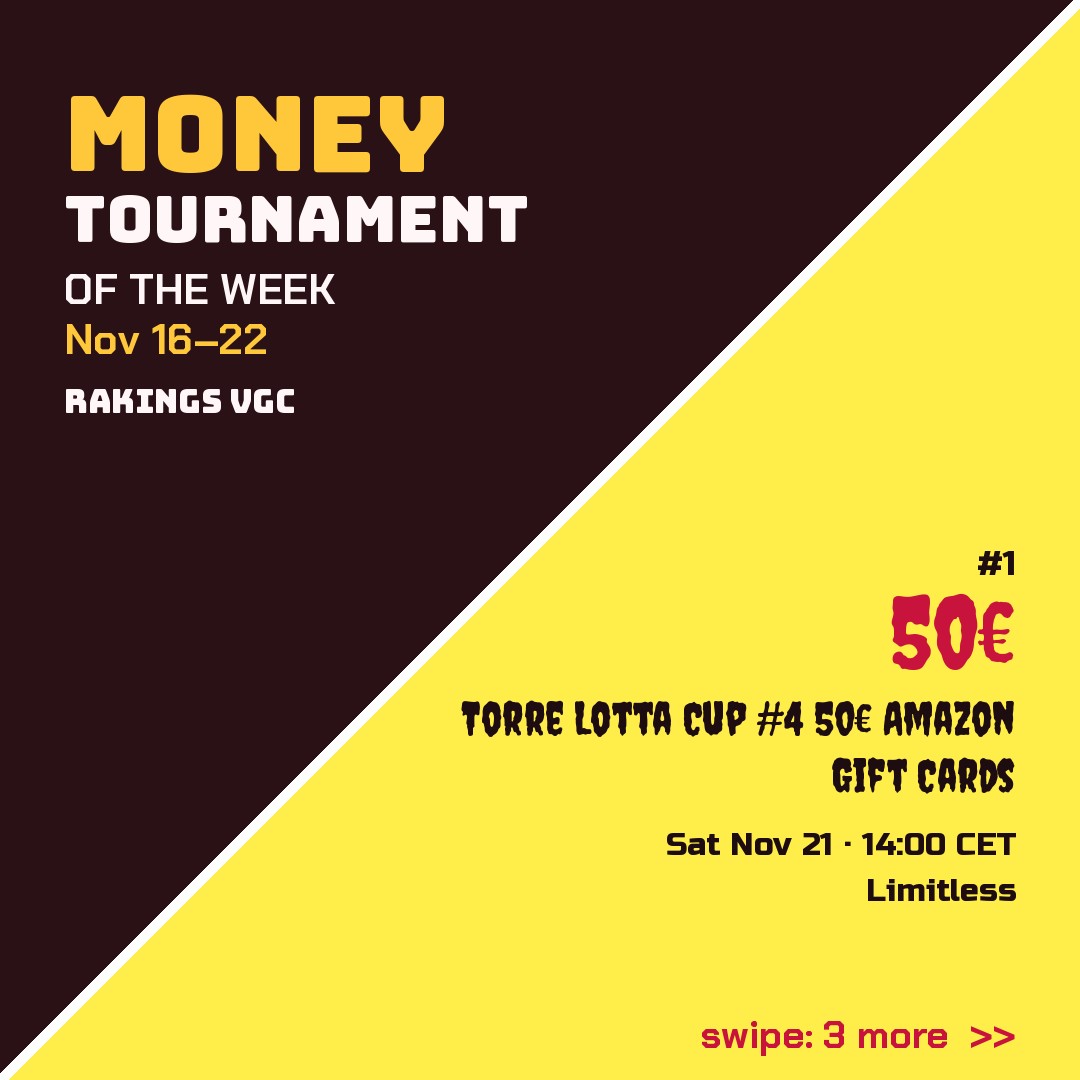 MONEY
TOURNAMENT
OF THE WEEK
Nov 16–22
RAKINGS VGC
#1
50€
TORRE LOTTA CUP #4 50€ AMAZON
GIFT CARDS
Sat Nov 21 · 14:00 CET
Limitless
swipe: 3 more >>